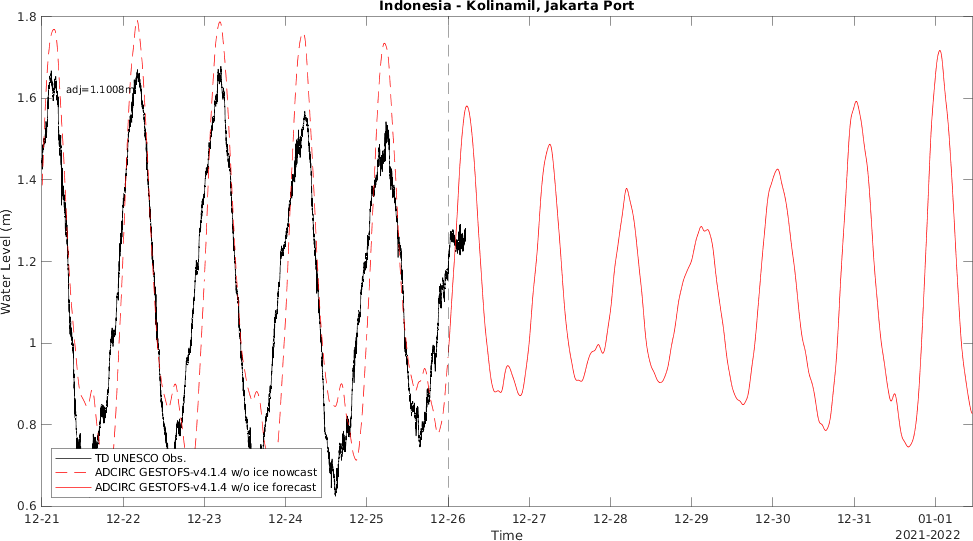 Indonesia - Kolinamil, Jakarta Port
1.8
1.6
1.4
1.2
1
0.8
0.6
Water Level (m)
adj=1.1008m
TD UNESCO Obs.
ADCIRC GESTOFS-v4.1.4 w/o ice nowcast
ADCIRC GESTOFS-v4.1.4 w/o ice forecast
12-21 12-22 12-23 12-24 12-25 12-26 12-27 12-28 12-29 12-30 12-31 01-01
2021-2022
Time